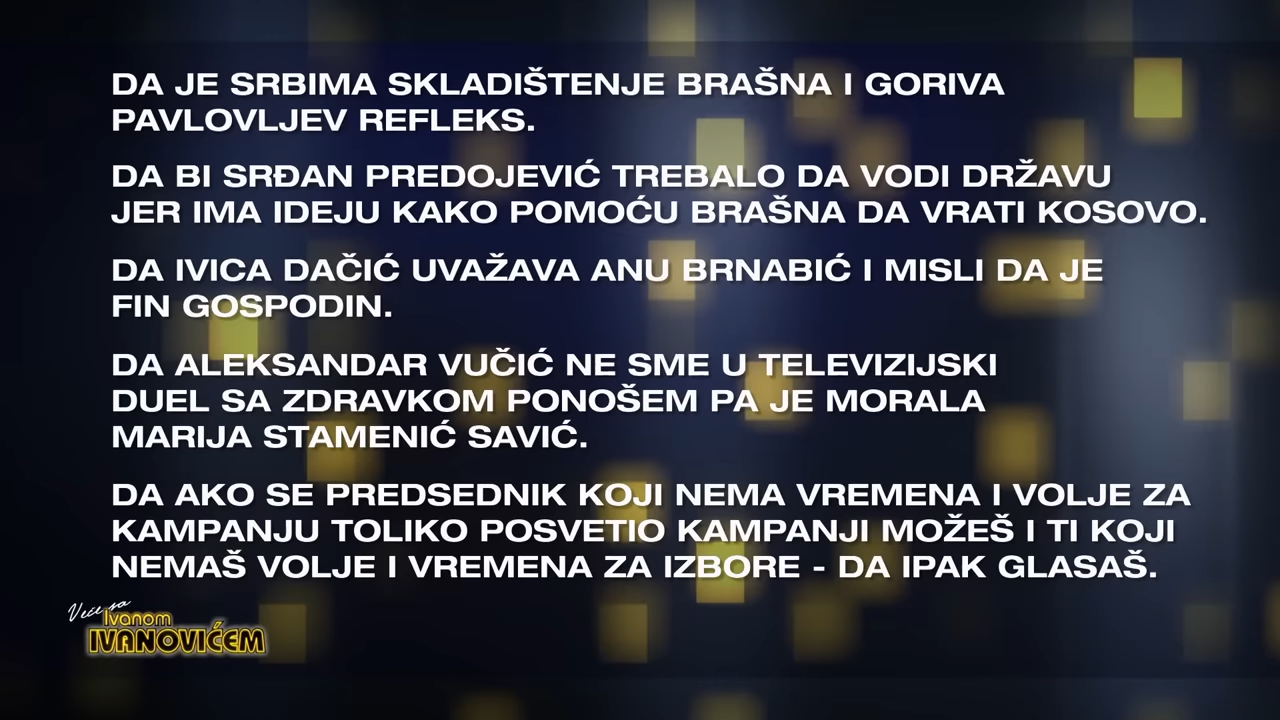 DA JE SRBIMA SKLADIŠTENJE BRAŠNA I GORIVA
PAVLOVLJEV REFLEKS.
DA BI SRĐAN PREDOJEVIĆ TREBALO DA VODI DRŽAVU
JER IMA IDEJU KAKO POMOĆU BRAŠNA DA VRATI KOSOVO.
DA IVICA DAČIĆ UVAŽAVA ANU BRNABIĆ I MISLI DA JE
FIN GOSPODIN.
DA ALEKSANDAR VUČIĆ NE SME U TELEVIZIJSKI
DUEL SA ZDRAVKOM PONOŠEM PA JE MORALA
MARIJA STAMENIĆ SAVIĆ.
DA AKO SE PREDSEDNIK KOJI NEMA VREMENA I VOLJE ZA
KAMPANJU TOLIKO POSVETIO KAMPANJI MOŽEŠ I TI KOJI
NEMAŠ VOLJE I VREMENA ZA IZBORE - DA IPAK GLASAŠ.
Veče sa
Ivanom
IVANOVIĆEM